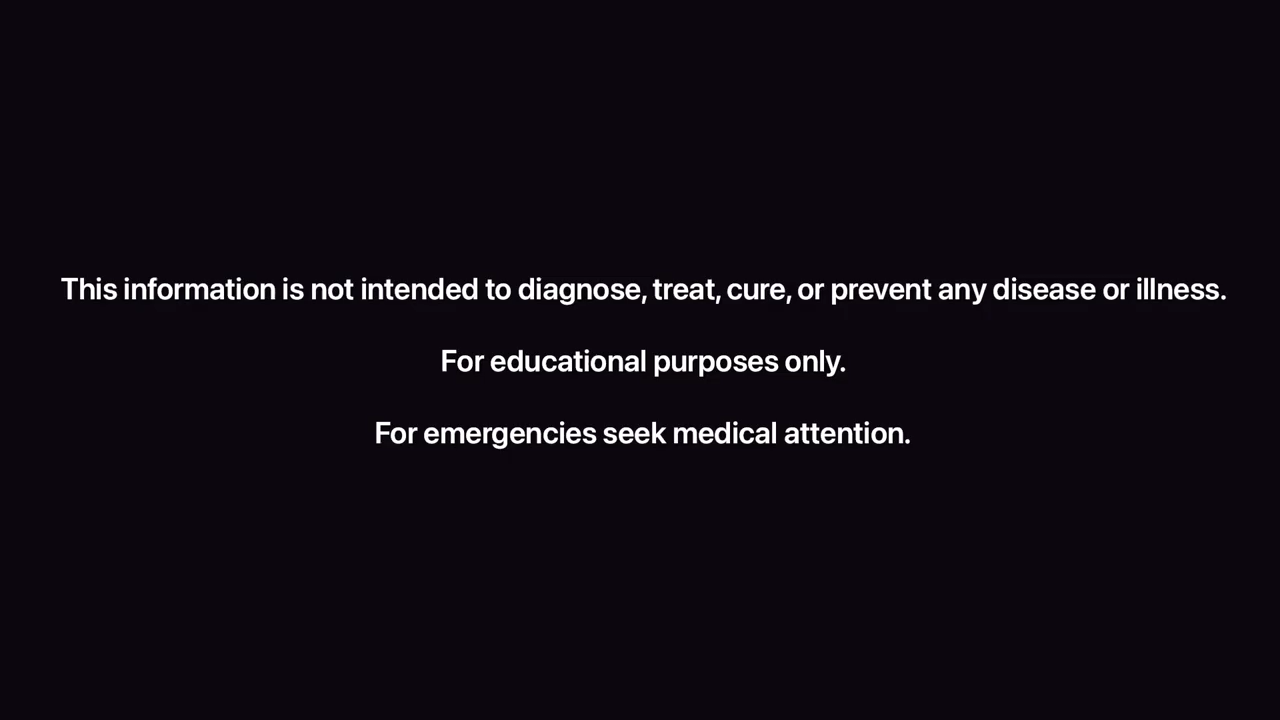 This information is not intended to diagnose, treat, cure, or prevent any disease or illness.
For educational purposes only.
For emergencies seek medical attention.